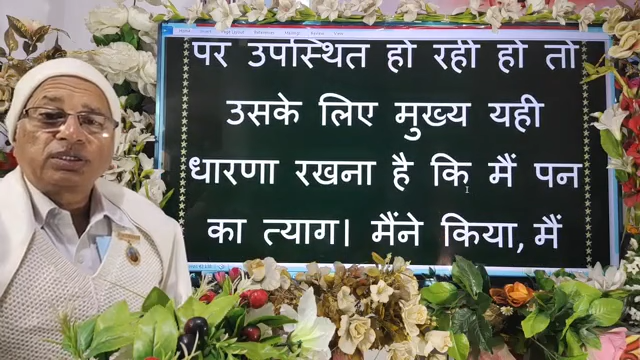 पर उपस्थित हो रही हो तो
उसके लिए मुख्य यही
धारणा रखना है कि मैं पन
का त्याग। मैंने किया, मैं